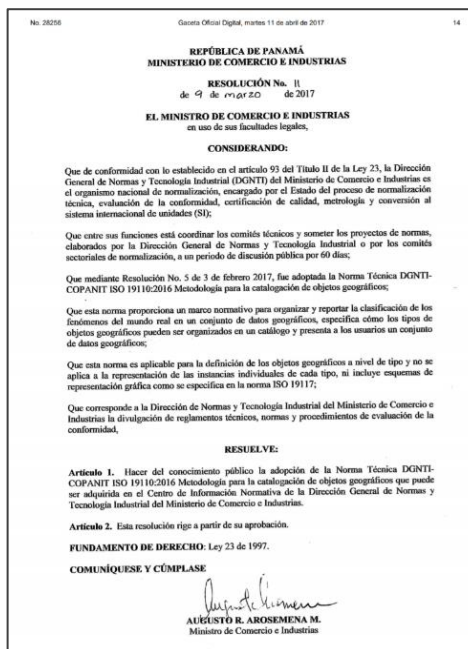 No. 28256 Gaceta Oficial Digital, martes 11 de abril de 2017 14
REPÚBLICA DE PANAMÁ
MINISTERIO DE COMERCIO E INDUSTRIAS
RESOLUCIÓN No. 11
de 9 de marzo de 2017
EL MINISTRO DE COMERCIO E INDUSTRIAS
en uso de sus facultades legales,
CONSIDERANDO:
Que de conformidad con lo establecido en el artículo 93 del Título II de la Ley 23, la Dirección
General de Normas y Tecnología Industrial (DGNTI) del Ministerio de Comercio e Industrias es
el organismo nacional de normalización, encargado por el Estado del proceso de normalización
técnica, evaluación de la conformidad, certificación de calidad, metrología y conversión al
sistema internacional de unidades (SI);
Que entre sus funciones está coordinar los comités técnicos y someter los proyectos de normas,
elaborados por la Dirección General de Normas y Tecnología Industrial o por los comités
sectoriales de normalización, a un periodo de discusión pública por 60 días;
Que mediante Resolución No. 5 de 3 de febrero 2017, fue adoptada la Norma Técnica DGNTI-
COPANIT ISO 19110:2016 Metodología para la catalogación de objetos geográficos;
Que esta norma proporciona un marco normativo para organizar y reportar la clasificación de los
fenómenos del mundo real en un conjunto de datos geográficos, especifica cómo los tipos de
objetos geográficos pueden ser organizados en un catálogo y presenta a los usuarios un conjunto
de datos geográficos;
Que esta norma es aplicable para la definición de los objetos geográficos a nivel de tipo y no se
aplica a la representación de las instancias individuales de cada tipo, ni incluye esquemas de
representación gráfica como se especifica en la norma ISO 19117;
Que corresponde a la Dirección de Normas y Tecnología Industrial del Ministerio de Comercio e
Industrias la divulgación de reglamentos técnicos, normas y procedimientos de evaluación de la
conformidad,
RESUELVE:
Artículo 1. Hacer del conocimiento público la adopción de la Norma Técnica DGNTI-
COPANIT ISO 19110:2016 Metodología para la catalogación de objetos geográficos que puede
ser adquirida en el Centro de Información Normativa de la Dirección General de Normas y
Tecnología Industrial del Ministerio de Comercio e Industrias.
Artículo 2. Esta resolución rige a partir de su aprobación.
FUNDAMENTO DE DERECHO: Ley 23 de 1997.
COMUNÍQUESE Y CÚMPLASE
AUGUSTO R. AROSEMENA M.
Ministro de Comercio e Industrias